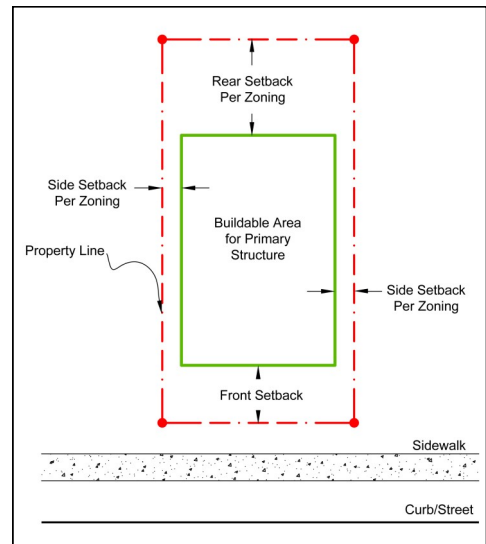 Rear Setback
Per Zoning
Side Setback
Per Zoning
Buildable Area
for Primary
Structure
Property Line
Side Setback
Per Zoning
Front Setback
Sidewalk
Curb/Street